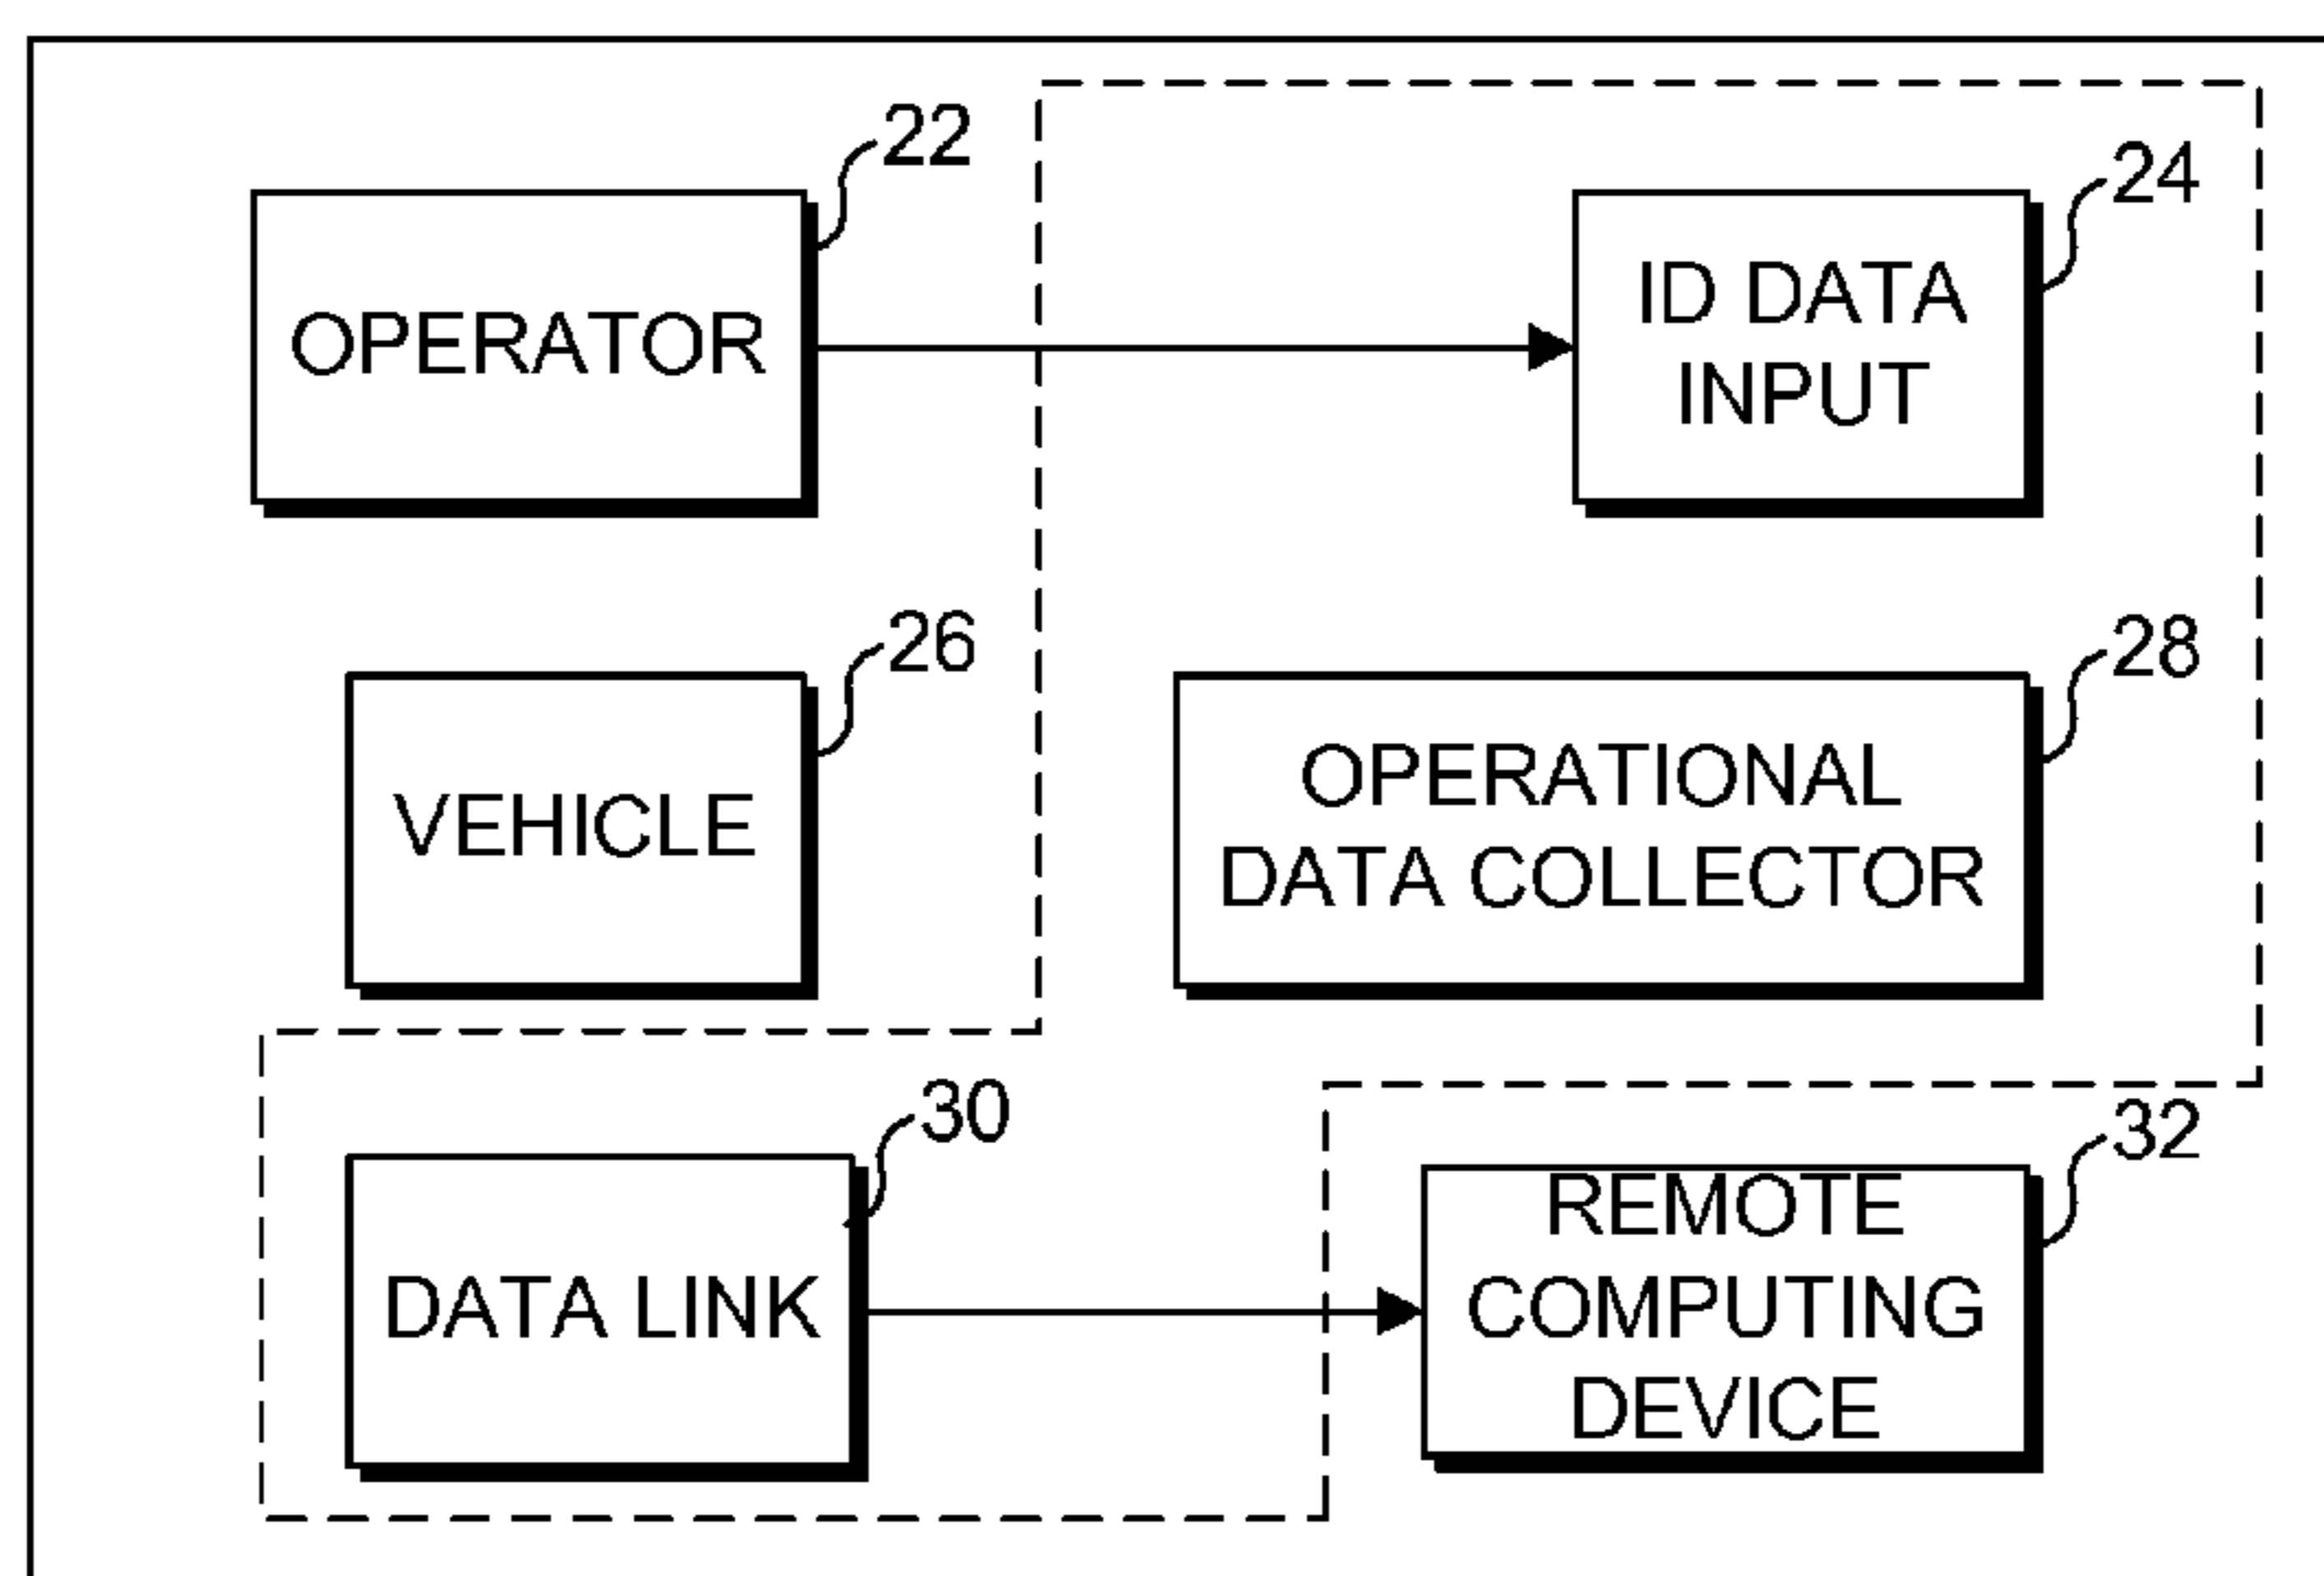 22
OPERATOR
24
ID DATA
INPUT
26
VEHICLE
28
OPERATIONAL
DATA COLLECTOR
30
DATA LINK
32
REMOTE
COMPUTING
DEVICE